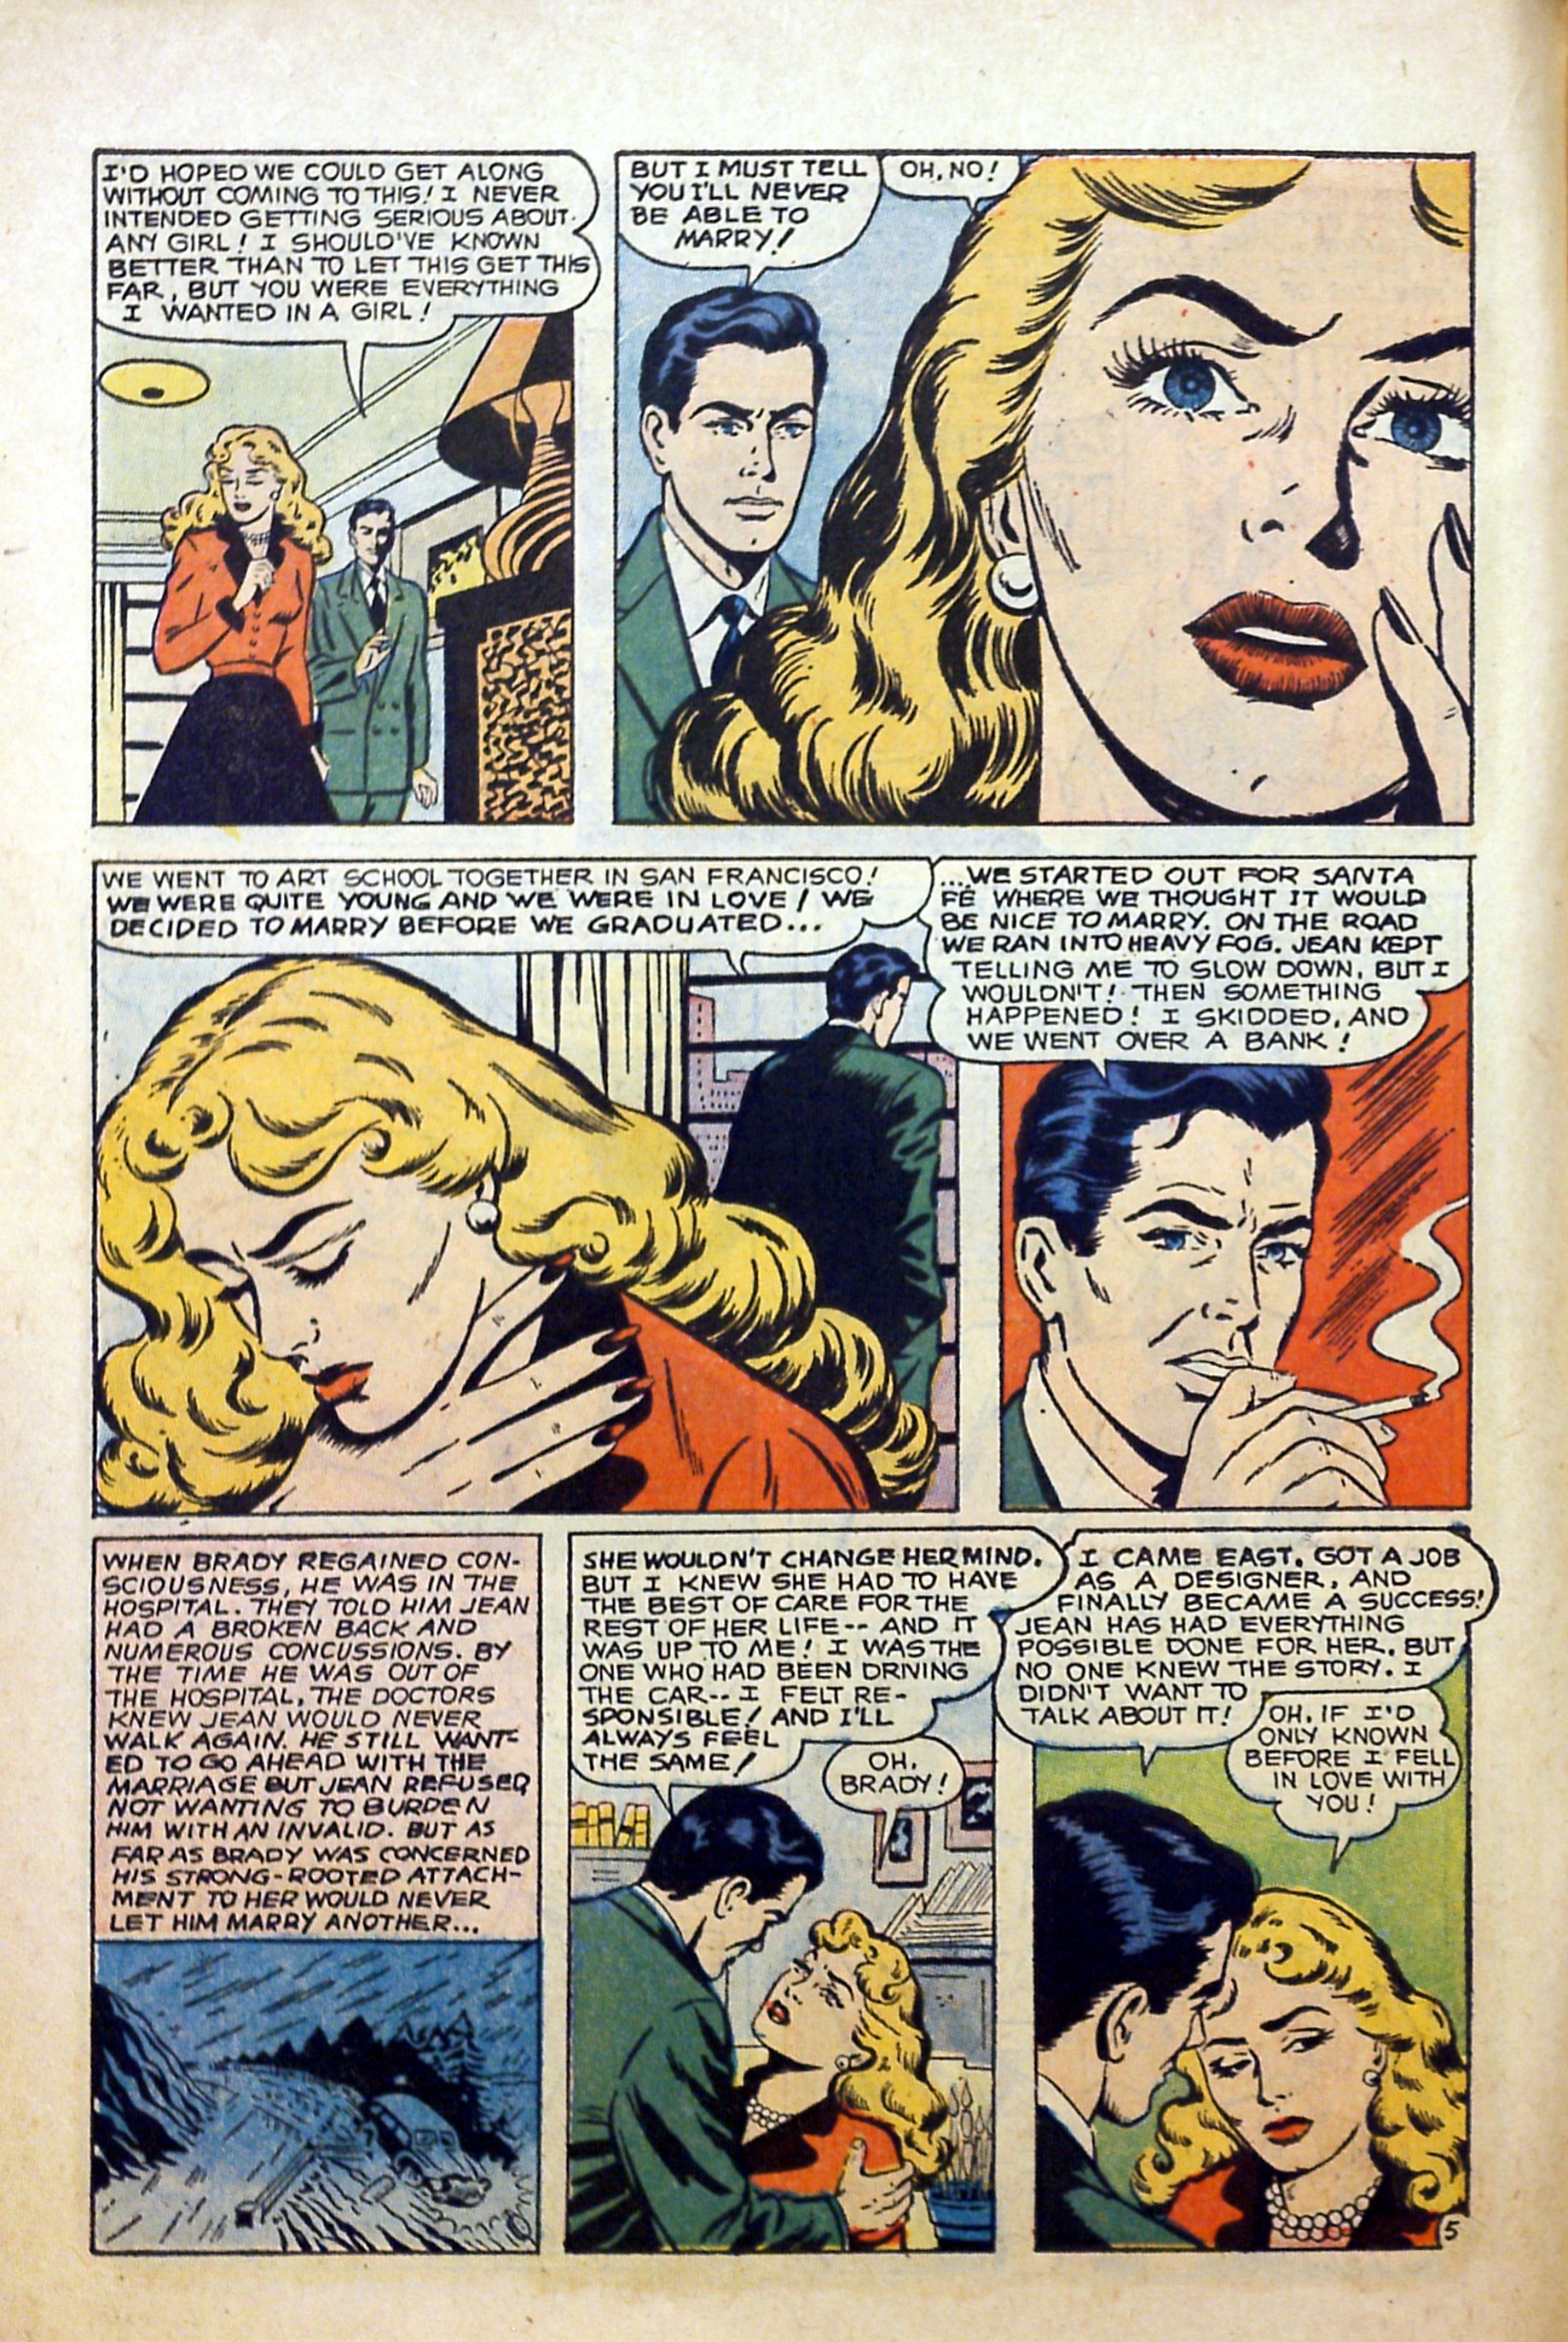 I'D HOPED WE COULD GET ALONG
WITHOUT COMING TO THIS! I NEVER
INTENDED GETTING SERIOUS ABOUT
ANY GIRL! I SHOULD'VE KNOWN
BETTER THAN TO LET THIS GET THIS
FAR, BUT YOU WERE EVERYTHING
I WANTED IN A GIRL!
BUT I MUST TELL
YOU I'LL NEVER
BE ABLE TO
MARRY!
OH, NO!
WE WENT TO ART SCHOOL TOGETHER IN SAN FRANCISCO!
WE WERE QUITE YOUNG AND WE WERE IN LOVE! WE
DECIDED TO MARRY BEFORE WE GRADUATED...
...WE STARTED OUT FOR SANTA
FÉ WHERE WE THOUGHT IT WOULD
BE NICE TO MARRY. ON THE ROAD
WE RAN INTO HEAVY FOG. JEAN KEPT
TELLING ME TO SLOW DOWN, BUT I
WOULDN'T! THEN SOMETHING
HAPPENED! I SKIDDED, AND
WE WENT OVER A BANK!
WHEN BRADY REGAINED CON-
SCIOUSNESS, HE WAS IN THE
HOSPITAL. THEY TOLD HIM JEAN
HAD A BROKEN BACK AND
NUMEROUS CONCUSSIONS. BY
THE TIME HE WAS OUT OF
THE HOSPITAL, THE DOCTORS
KNEW JEAN WOULD NEVER
WALK AGAIN. HE STILL WANT-
ED TO GO AHEAD WITH THE
MARRIAGE BUT JEAN REFUSED
NOT WANTING TO BURDEN
HIM WITH AN INVALID. BUT AS
FAR AS BRADY WAS CONCERNED
HIS STRONG-ROOTED ATTACH-
MENT TO HER WOULD NEVER
LET HIM MARRY ANOTHER...
SHE WOULDN'T CHANGE HER MIND.
BUT I KNEW SHE HAD TO HAVE
THE BEST OF CARE FOR THE
REST OF HER LIFE-- AND IT
WAS UP TO ME! I WAS THE
ONE WHO HAD BEEN DRIVING
THE CAR-- I FELT RE-
SPONSIBLE! AND I'LL
ALWAYS FEEL
THE SAME!
OH,
BRADY!
I CAME EAST, GOT A JOB
AS A DESIGNER, AND
FINALLY BECAME A SUCCESS!
JEAN HAS HAD EVERYTHING
POSSIBLE DONE FOR HER. BUT
NO ONE KNEW THE STORY. I
DIDN'T WANT TO
TALK ABOUT IT!
OH, IF I'D
ONLY KNOWN
BEFORE I FELL
IN LOVE WITH
YOU!
5